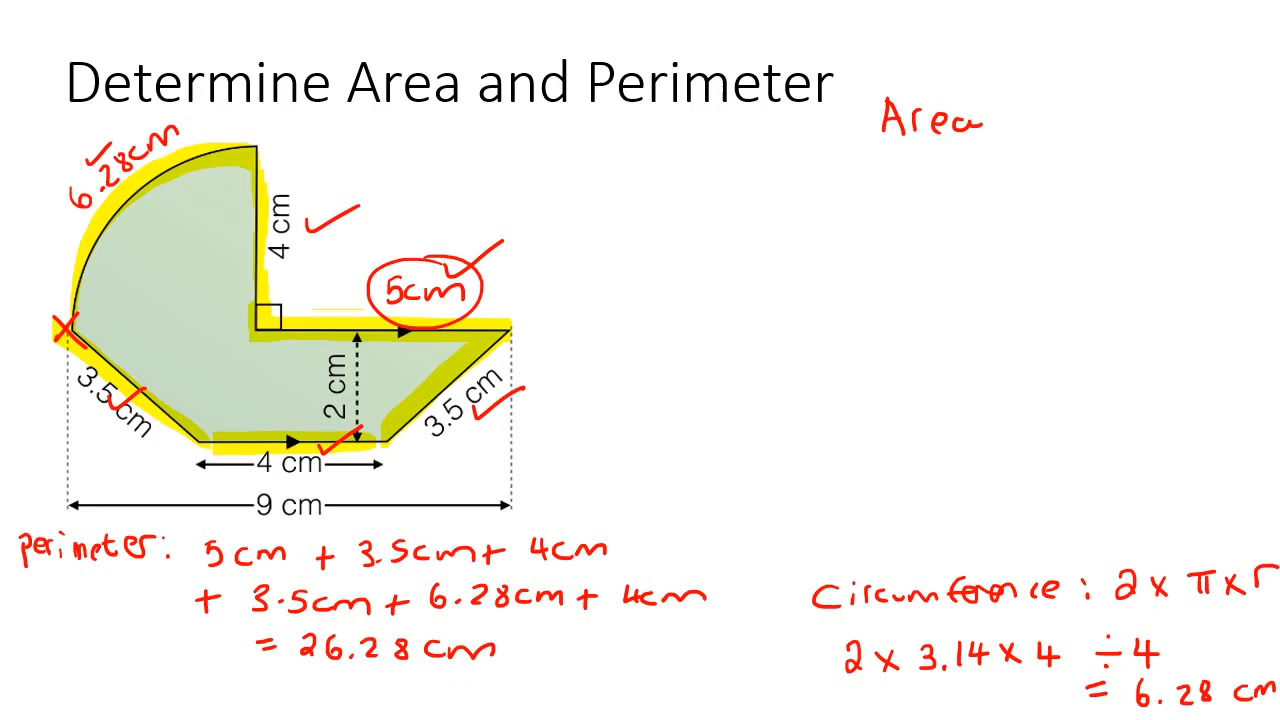 Determine Area and Perimeter
Area
6.28cm
4 cm
5cm
2 cm
3.5 cm
3.5 cm
4 cm
9 cm
perimeter: 5cm + 3.5cm + 4cm
+ 3.5cm + 6.28cm + 4cm
= 26.28 cm
Circumference: 2 x π x r
2 x 3.14 x 4 ÷ 4
= 6.28 cm